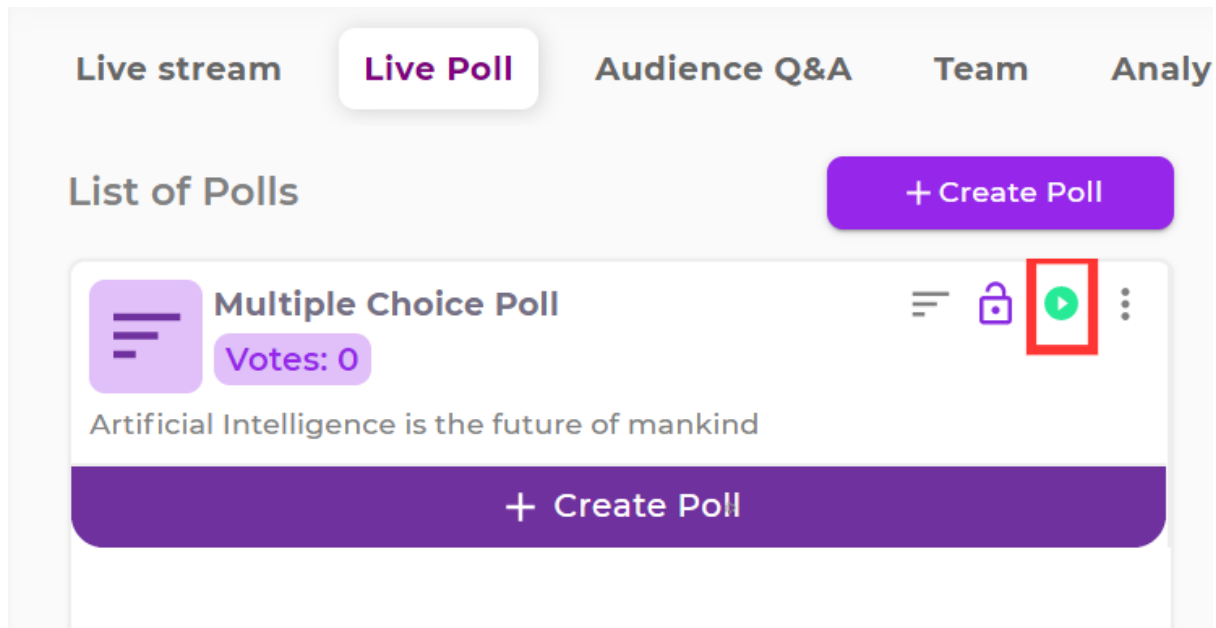 Live stream Live Poll Audience Q&A Team Analy
List of Polls
+ Create Poll
Multiple Choice Poll
Votes: 0
Artificial Intelligence is the future of mankind
+ Create Poll